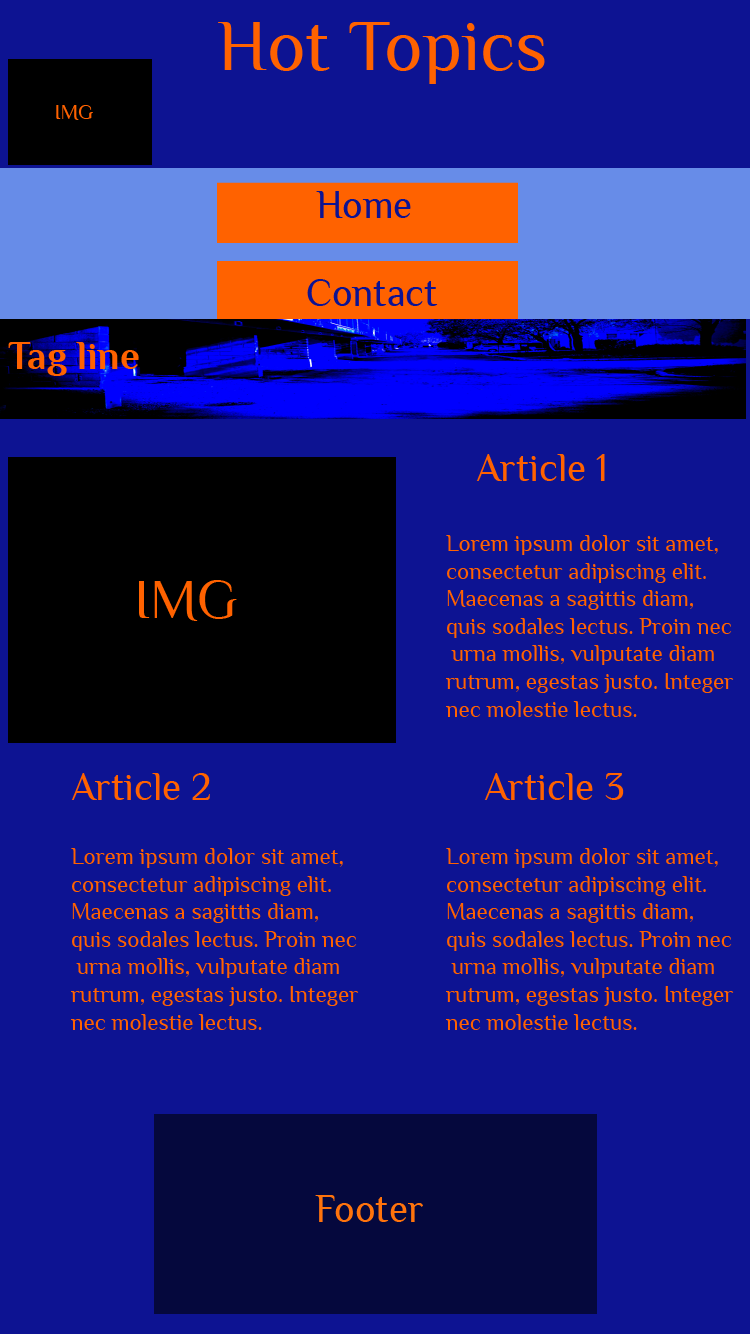 Hot Topics
IMG
Home
Contact
Tag line
IMG
Article 1
Lorem ipsum dolor sit amet,
consectetur adipiscing elit.
Maecenas a sagittis diam,
quis sodales lectus. Proin nec
urna mollis, vulputate diam
rutrum, egestas justo. Integer
nec molestie lectus.
Article 2
Lorem ipsum dolor sit amet,
consectetur adipiscing elit.
Maecenas a sagittis diam,
quis sodales lectus. Proin nec
urna mollis, vulputate diam
rutrum, egestas justo. Integer
nec molestie lectus.
Article 3
Lorem ipsum dolor sit amet,
consectetur adipiscing elit.
Maecenas a sagittis diam,
quis sodales lectus. Proin nec
urna mollis, vulputate diam
rutrum, egestas justo. Integer
nec molestie lectus.
Footer